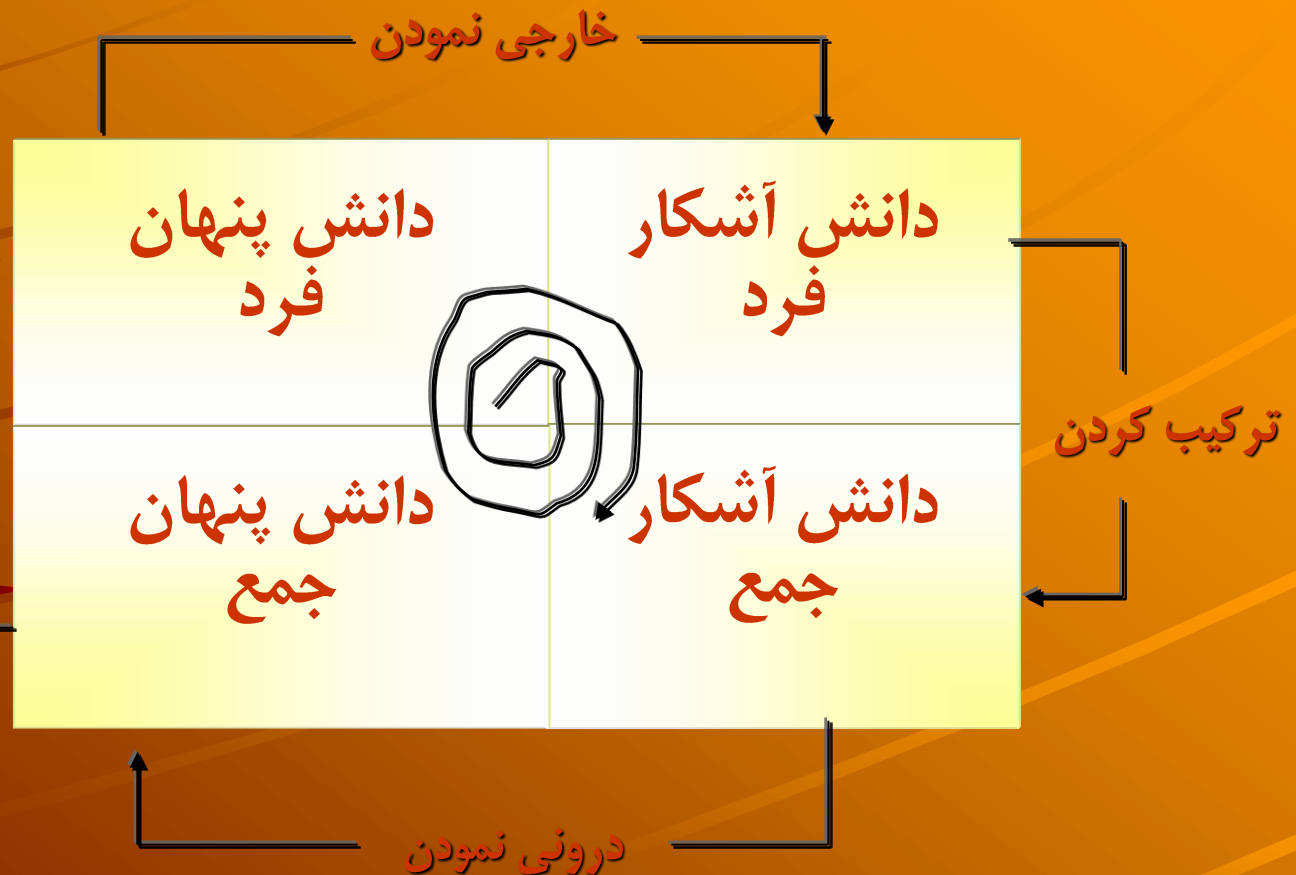 خارجی نمودن
دانش آشکار
فرد
دانش پنهان
فرد
ترکیب کردن
دانش آشکار
جمع
دانش پنهان
جمع
درونی نمودن